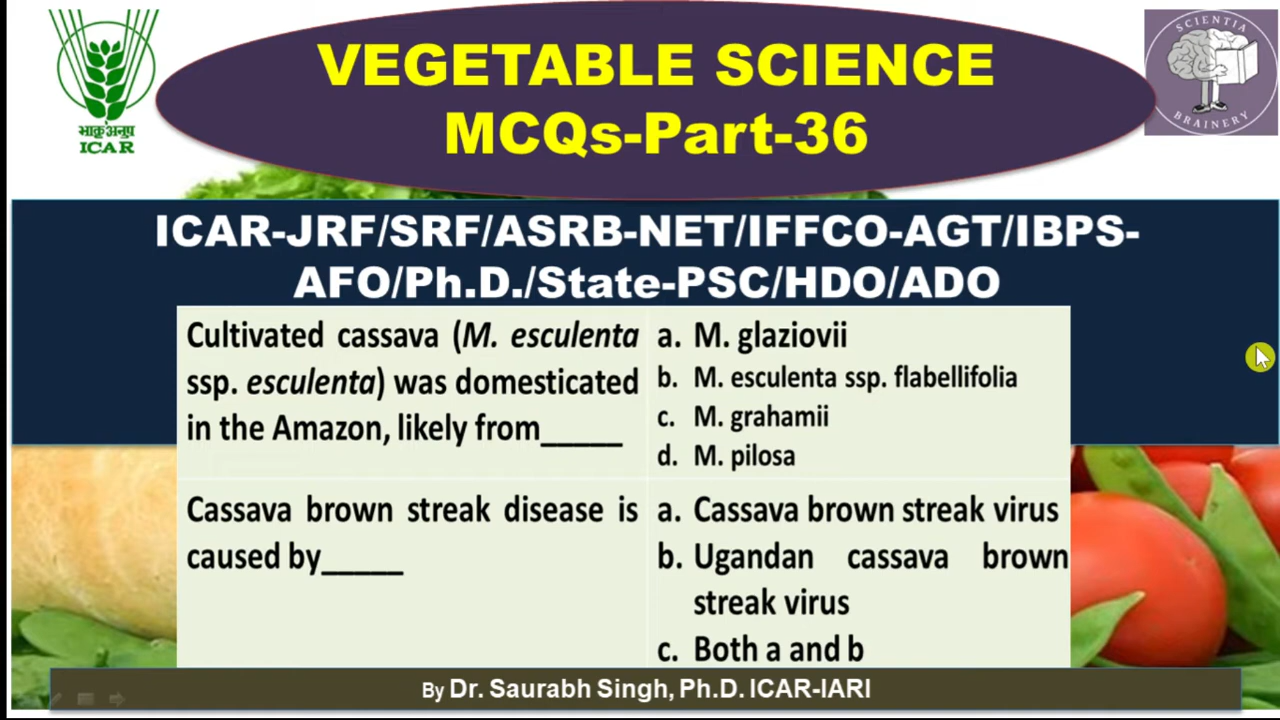 VEGETABLE SCIENCE
MCQs-Part-36
भाकृअनुप
ICAR
SCIENTIA
BRAINERY
ICAR-JRF/SRF/ASRB-NET/IFFCO-AGT/IBPS-
AFO/Ph.D./State-PSC/HDO/ADO
Cultivated cassava (M. esculenta
ssp. esculenta) was domesticated
in the Amazon, likely from_____
a. M. glaziovii
b. M. esculenta ssp. flabellifolia
c. M. grahamii
d. M. pilosa
Cassava brown streak disease is
caused by_____
a. Cassava brown streak virus
b. Ugandan cassava brown
streak virus
c. Both a and b
By Dr. Saurabh Singh, Ph.D. ICAR-IARI